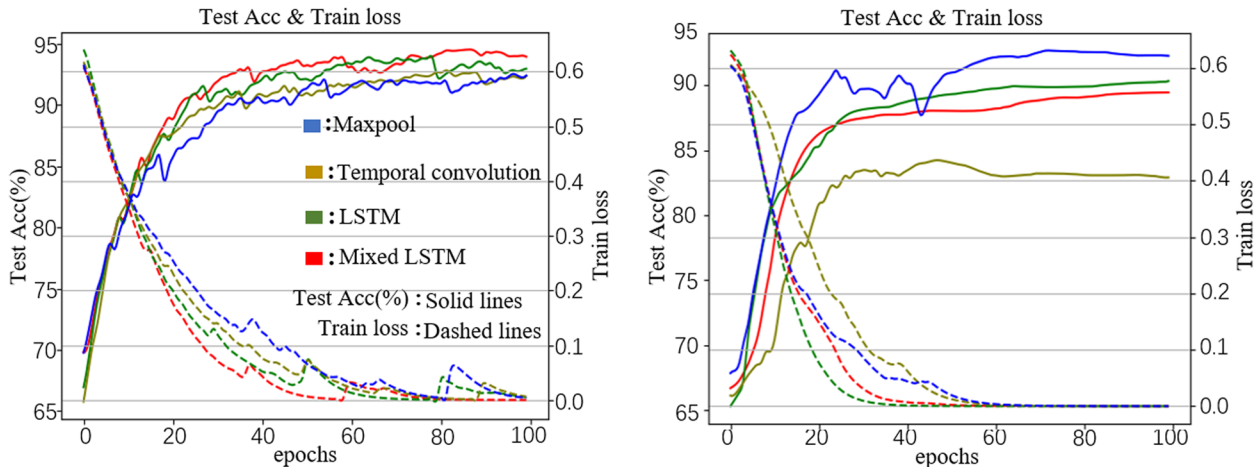 Test Acc & Train loss
95
90
85
80
75
70
65
Test Acc(%)
0.6
0.5
0.4
0.3
0.2
0.1
0.0
Train loss
0
20
40
60
80
100
epochs
:Maxpool
:Temporal convolution
:LSTM
:Mixed LSTM
Test Acc(%) : Solid lines
Train loss : Dashed lines
Test Acc & Train loss
95
90
85
80
75
70
65
Test Acc(%)
0.6
0.5
0.4
0.3
0.2
0.1
0.0
Train loss
0
20
40
60
80
100
epochs